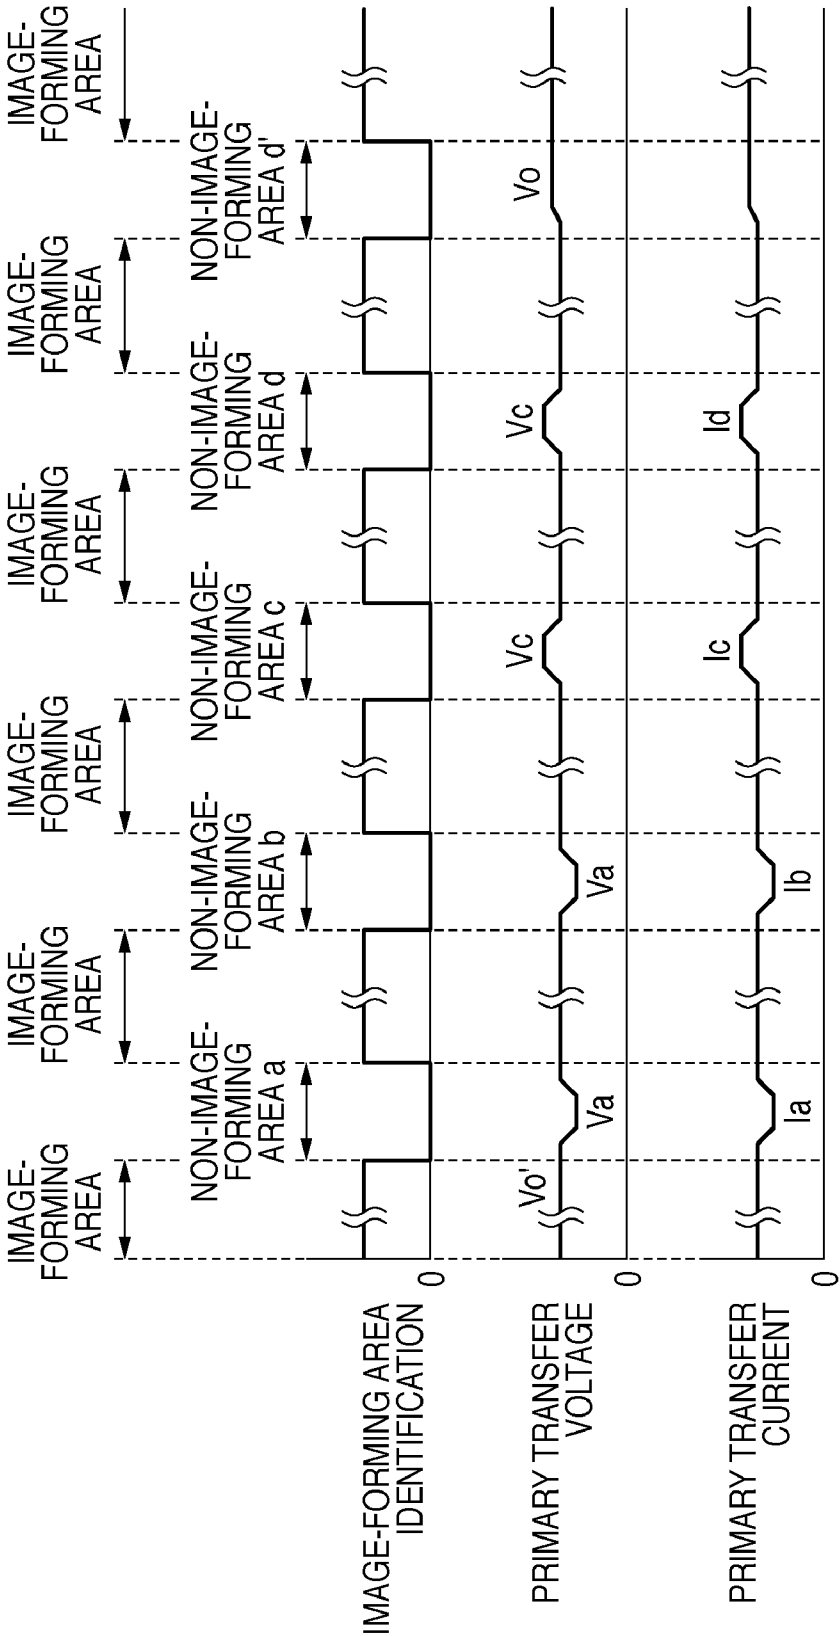 IMAGE-
FORMING
AREA
IMAGE-
FORMING
AREA
IMAGE-
FORMING
AREA
IMAGE-
FORMING
AREA
IMAGE-
FORMING
AREA
IMAGE-
FORMING
AREA
NON-IMAGE-
FORMING
AREA a
NON-IMAGE-
FORMING
AREA b
NON-IMAGE-
FORMING
AREA c
NON-IMAGE-
FORMING
AREA d
NON-IMAGE-
FORMING
AREA d'
IMAGE-FORMING AREA
IDENTIFICATION
0
PRIMARY TRANSFER
VOLTAGE
0
Vo'
Va
Va
Vc
Vc
Vo
PRIMARY TRANSFER
CURRENT
0
Ia
Ib
Ic
Id